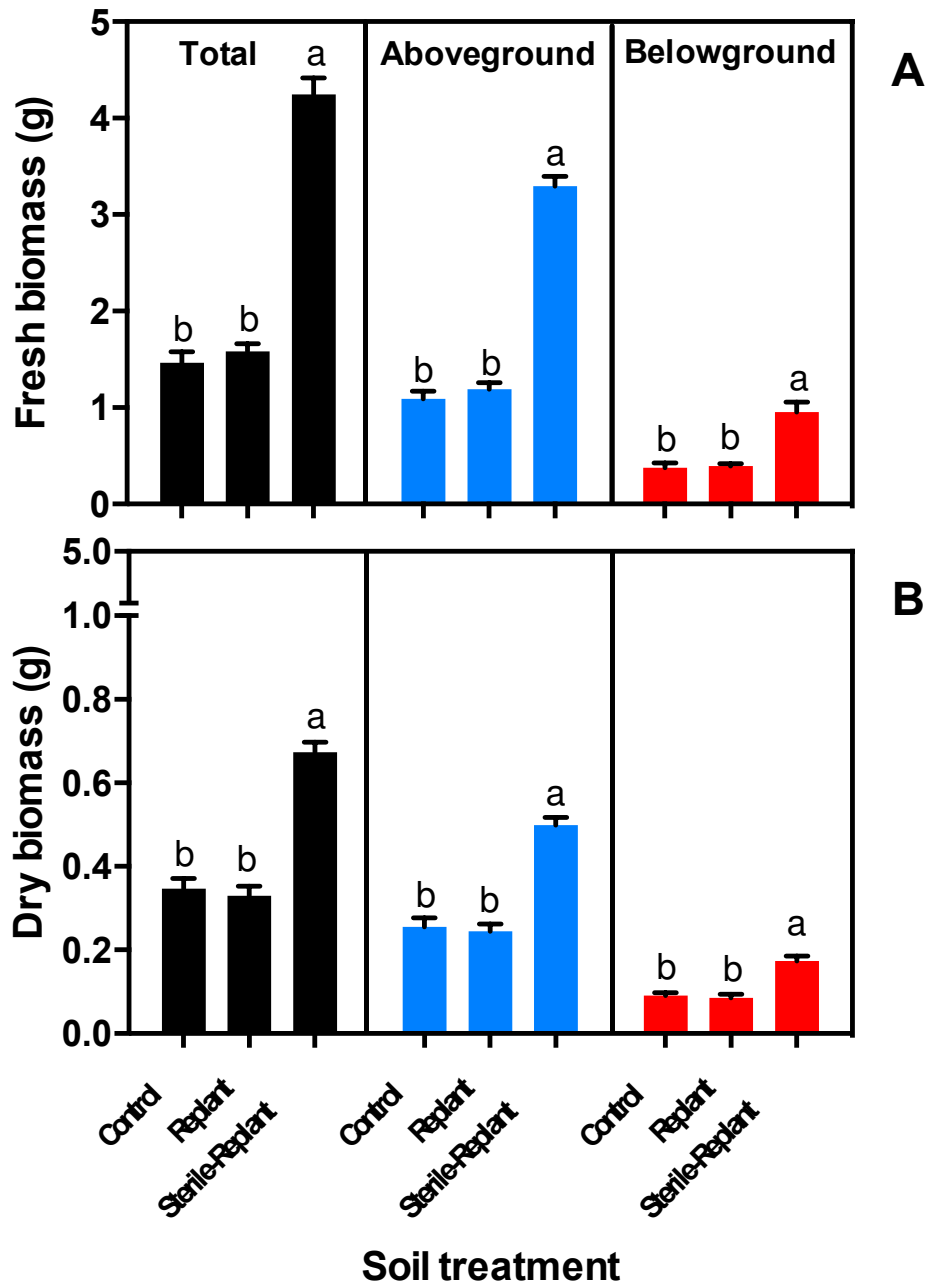 Total Aboveground Belowground
A
Fresh biomass (g)
5
4
3
2
1
0
a
b
b
a
b
b
a
b
b
B
Dry biomass (g)
5.0
1.0
0.8
0.6
0.4
0.2
0.0
a
b
b
a
b
b
a
b
b
Control
Replant
Sterile-Replant
Control
Replant
Sterile-Replant
Control
Replant
Sterile-Replant
Soil treatment